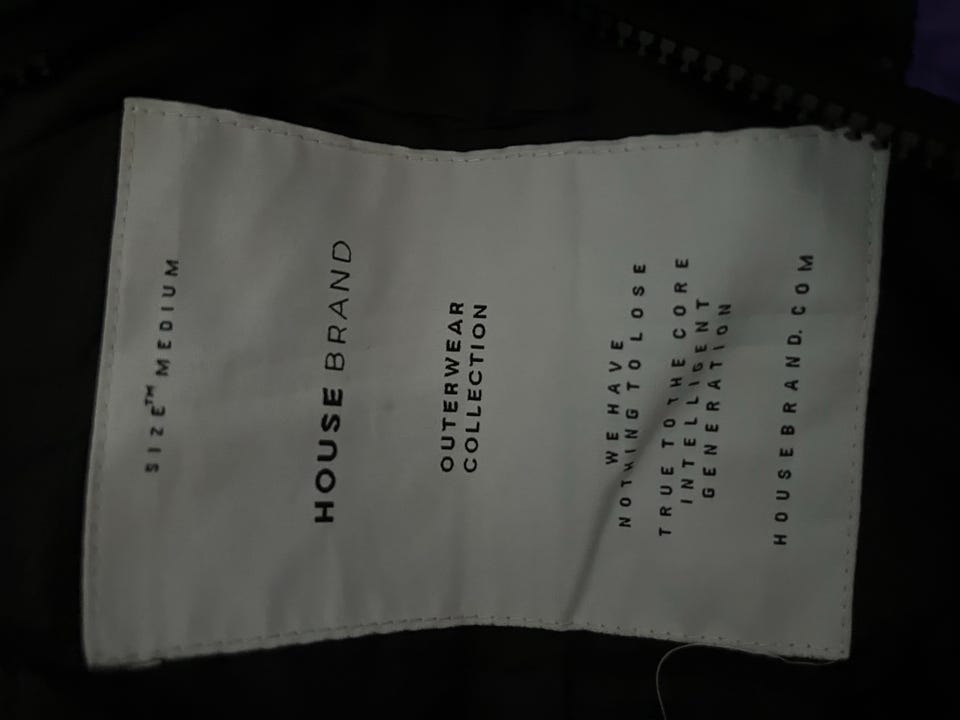 SIZE™ MEDIUM
HOUSE BRAND
OUTERWEAR
COLLECTION
WE HAVE
NOTHING TO LOSE
TRUE TO THE CORE
INTELLIGENT
GENERATION
HOUSEBRAND.COM